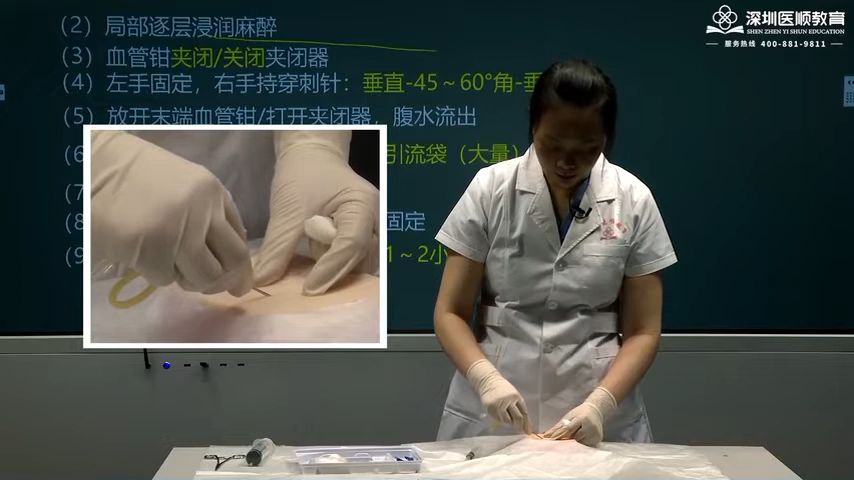 深圳医顺教育
SHEN ZHEN YI SHUN EDUCATION
服务热线 400-881-9811
(2) 局部逐层浸润麻醉
(3) 血管钳夹闭/关闭夹闭器
(4) 左手固定,右手持穿刺针:垂直-45~60°角-
(5) 放开末端血管钳/打开夹闭器,腹水流出
(6 引流袋(大量)
(7
(8 固定
(9 1~2小